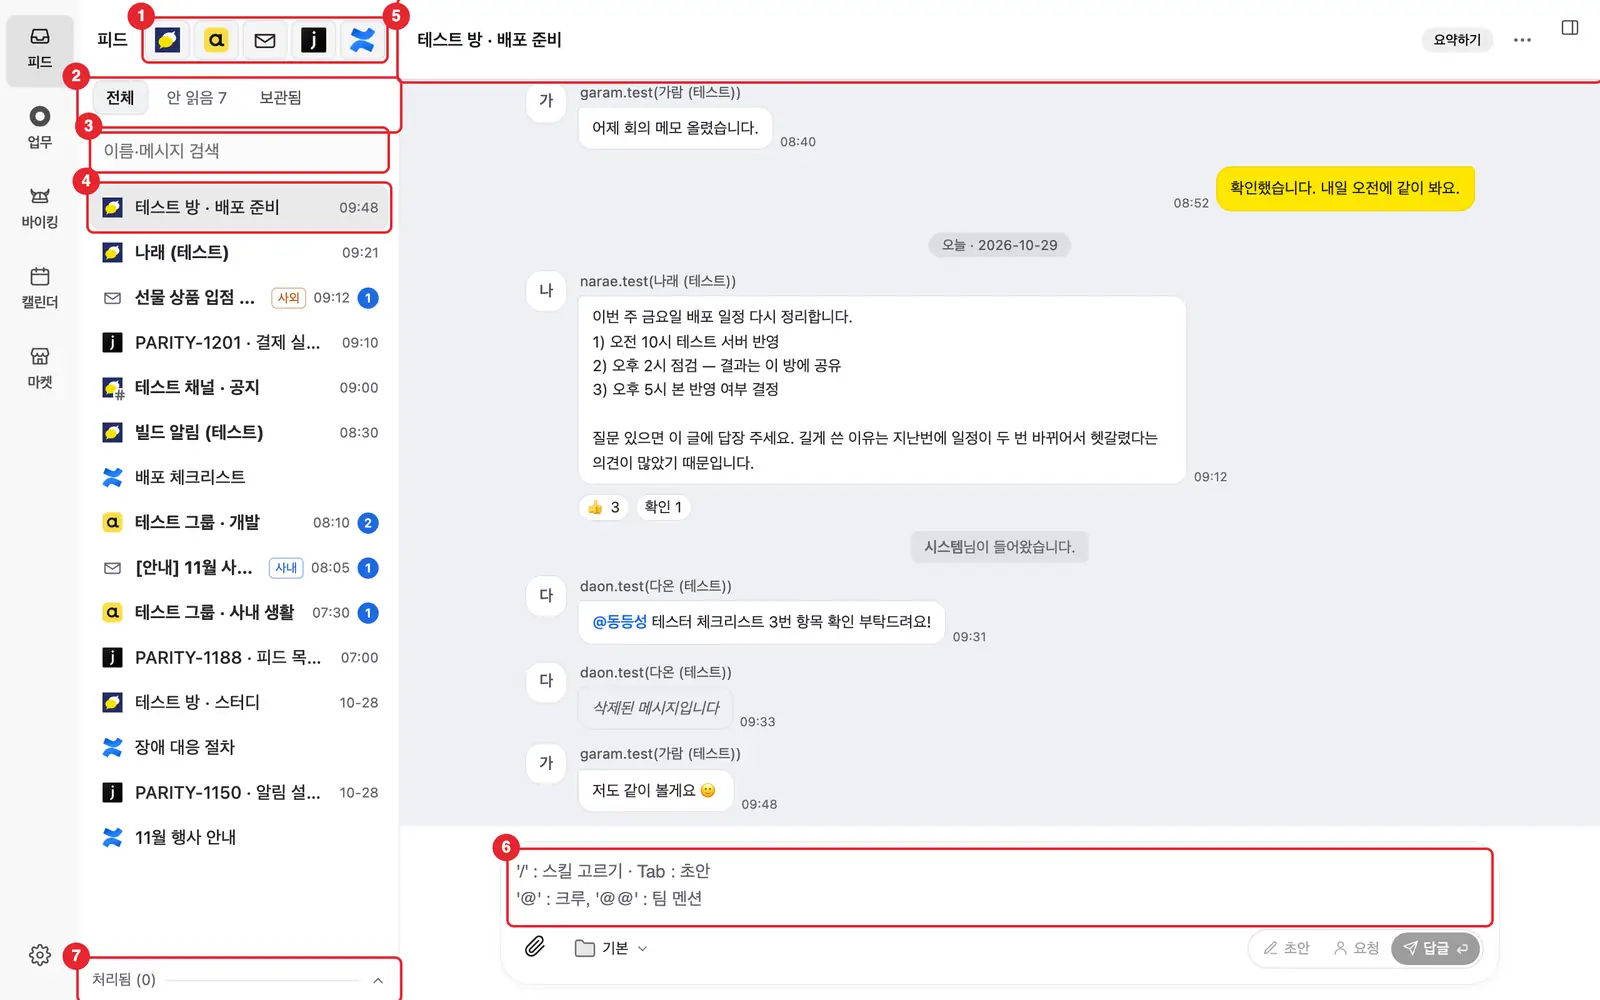 피드
업무
바이킹
캘린더
마켓
피드
1
a
j
5
2
전체
안 읽음 7
보관됨
3
이름·메시지 검색
4
테스트 방 · 배포 준비 09:48
나래 (테스트) 09:21
선물 상품 입점 ... 사외 09:12 1
j PARITY-1201 · 결제 실... 09:10
# 테스트 채널 · 공지 09:00
빌드 알림 (테스트) 08:30
배포 체크리스트
a 테스트 그룹 · 개발 08:10 2
[안내] 11월 사... 사내 08:05 1
a 테스트 그룹 · 사내 생활 07:30 1
j PARITY-1188 · 피드 목... 07:00
테스트 방 · 스터디 10-28
장애 대응 절차
j PARITY-1150 · 알림 설... 10-28
11월 행사 안내
7
처리됨 (0)
테스트 방 · 배포 준비
요약하기
가
garam.test(가람 (테스트))
어제 회의 메모 올렸습니다.
08:40
확인했습니다. 내일 오전에 같이 봐요.
08:52
오늘 · 2026-10-29
나
narae.test(나래 (테스트))
이번 주 금요일 배포 일정 다시 정리합니다.
1) 오전 10시 테스트 서버 반영
2) 오후 2시 점검 — 결과는 이 방에 공유
3) 오후 5시 본 반영 여부 결정
질문 있으면 이 글에 답장 주세요. 길게 쓴 이유는 지난번에 일정이 두 번 바뀌어서 헷갈렸다는
의견이 많았기 때문입니다.
09:12
👍 3
확인 1
시스템님이 들어왔습니다.
다
daon.test(다온 (테스트))
@동등성 테스터 체크리스트 3번 항목 확인 부탁드려요!
09:31
다
daon.test(다온 (테스트))
삭제된 메시지입니다
09:33
가
garam.test(가람 (테스트))
저도 같이 볼게요 🙂
09:48
6
'/' : 스킬 고르기 · Tab : 초안
'@' : 크루, '@@' : 팀 멘션
기본
초안
요청
답글